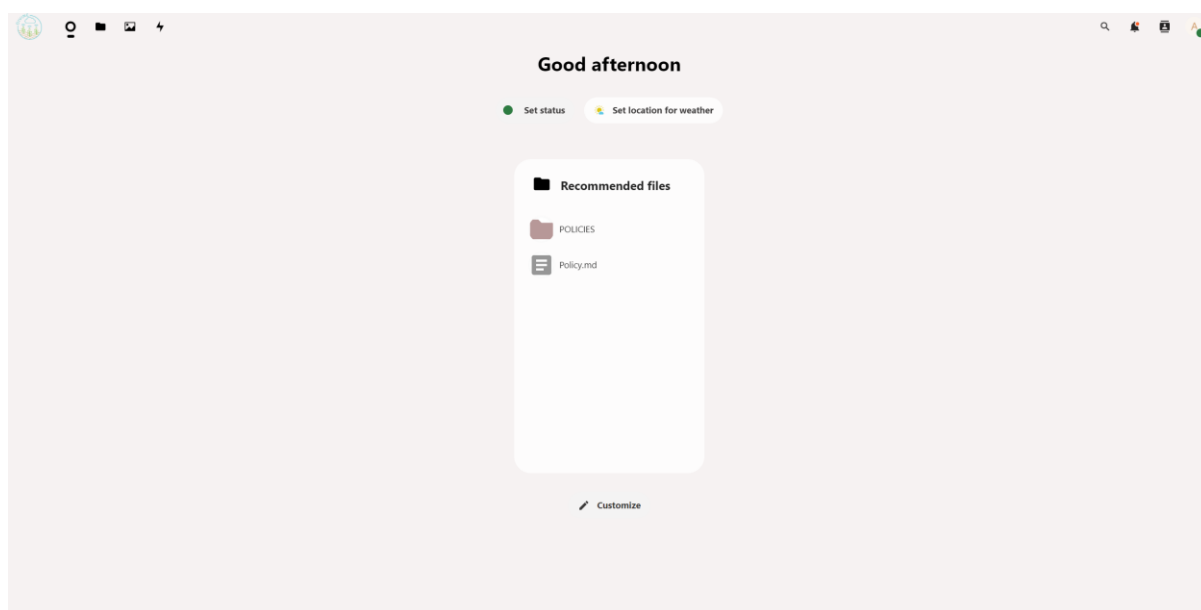 Good afternoon
Set status
Set location for weather
Recommended files
POLICIES
Policy.md
Customize
A